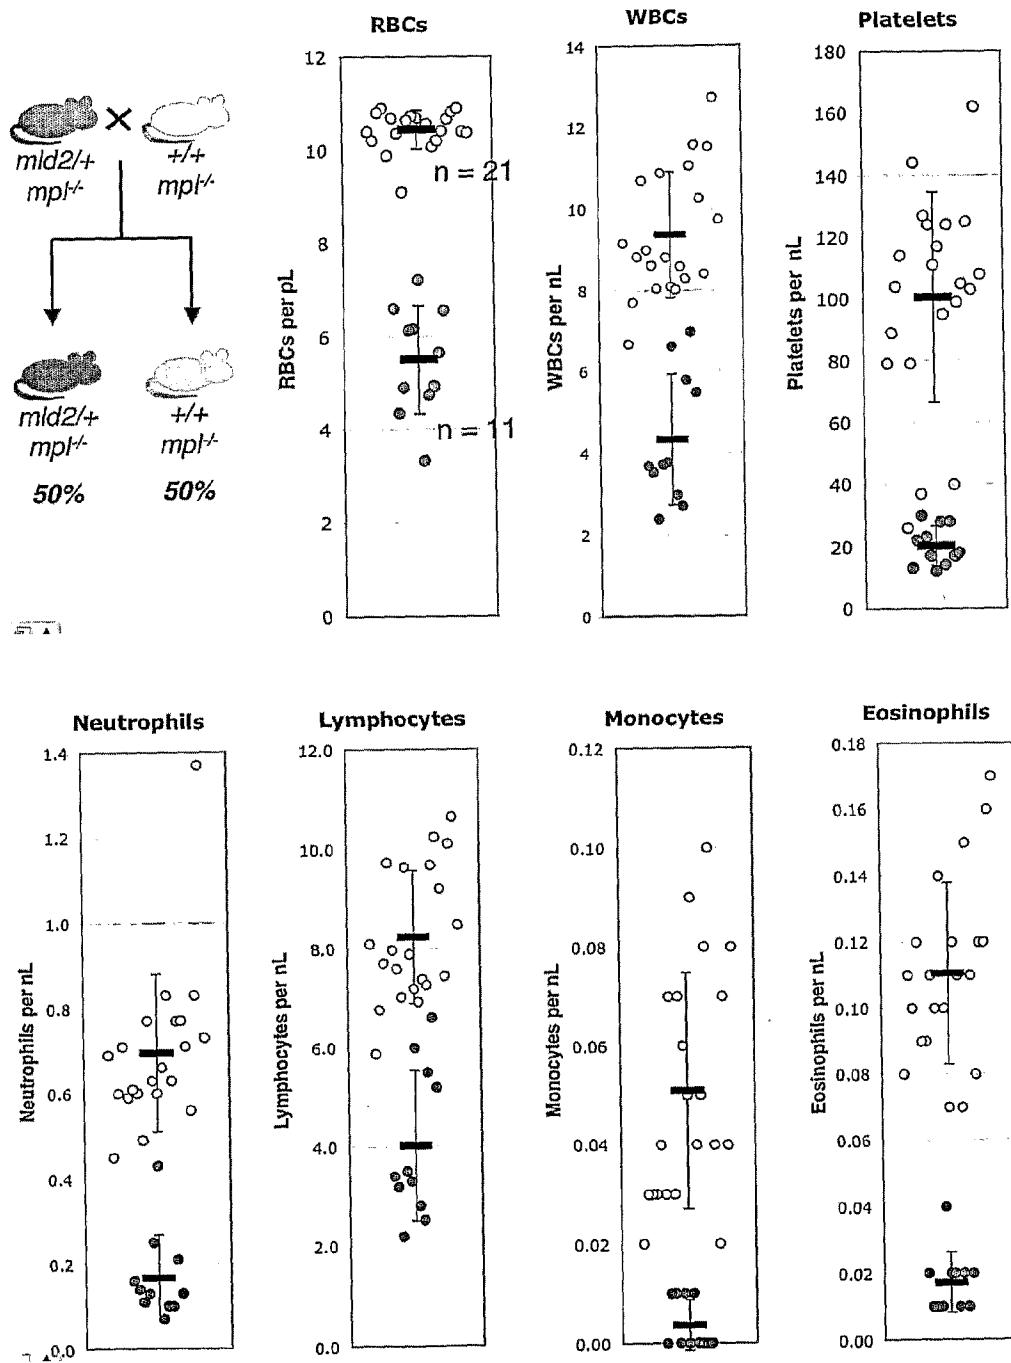 RBCs
WBCs
Platelets
mld2/+
mpl-/-
×
+/+
mpl-/-
mld2/+
mpl-/-
50%
+/+
mpl-/-
50%
RBCs per pL
12
10
8
6
4
2
0
n = 21
n = 11
WBCs per nL
14
12
10
8
6
4
2
0
Platelets per nL
180
160
140
120
100
80
60
40
20
0
Neutrophils
Lymphocytes
Monocytes
Eosinophils
Neutrophils per nL
1.4
1.2
1.0
0.8
0.6
0.4
0.2
0.0
Lymphocytes per nL
12.0
10.0
8.0
6.0
4.0
2.0
Monocytes per nL
0.12
0.10
0.08
0.06
0.04
0.02
0.00
Eosinophils per nL
0.18
0.16
0.14
0.12
0.10
0.08
0.06
0.04
0.02
0.00